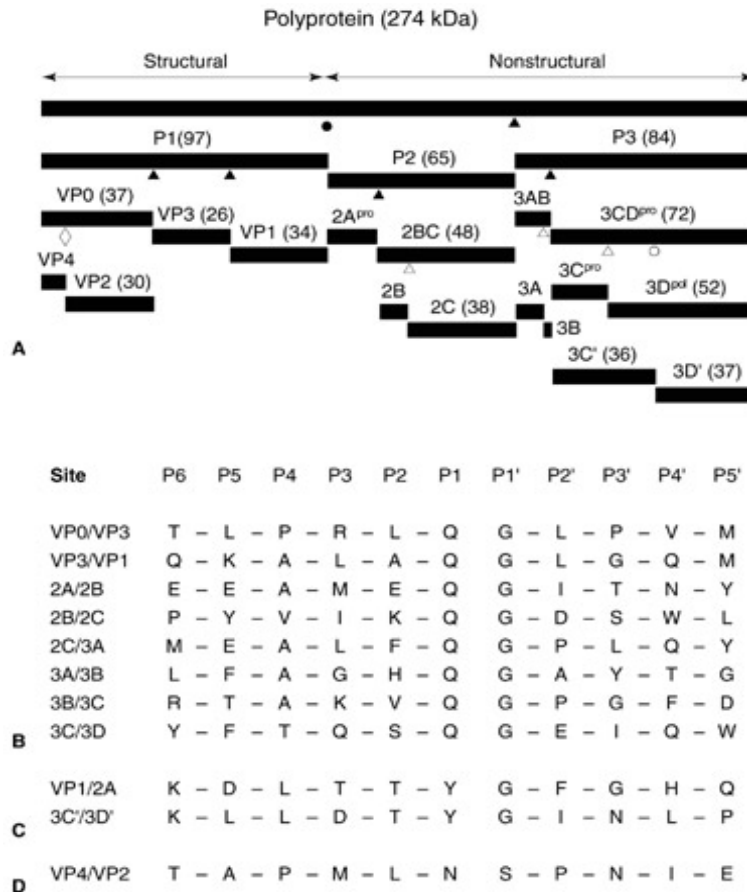 Polyprotein (274 kDa)
Structural Nonstructural
P1(97) P3 (84)
P2 (65)
VP0 (37) 3AB
VP3 (26) 2Apro 3CDpro (72)
VP1 (34) 2BC (48)
VP4 3Cpro
VP2 (30) 2B 3A 3Dpol (52)
2C (38) 3B
A
3C' (36)
3D' (37)
Site P6 P5 P4 P3 P2 P1 P1' P2' P3' P4' P5'
VP0/VP3 T – L – P – R – L – Q G – L – P – V – M
VP3/VP1 Q – K – A – L – A – Q G – L – G – Q – M
2A/2B E – E – A – M – E – Q G – I – T – N – Y
2B/2C P – Y – V – I – K – Q G – D – S – W – L
2C/3A M – E – A – L – F – Q G – P – L – Q – Y
3A/3B L – F – A – G – H – Q G – A – Y – T – G
3B/3C R – T – A – K – V – Q G – P – G – F – D
3C/3D Y – F – T – Q – S – Q G – E – I – Q – W
B
VP1/2A K – D – L – T – T – Y G – F – G – H – Q
3C'/3D' K – L – L – D – T – Y G – I – N – L – P
C
VP4/VP2 T – A – P – M – L – N S – P – N – I – E
D